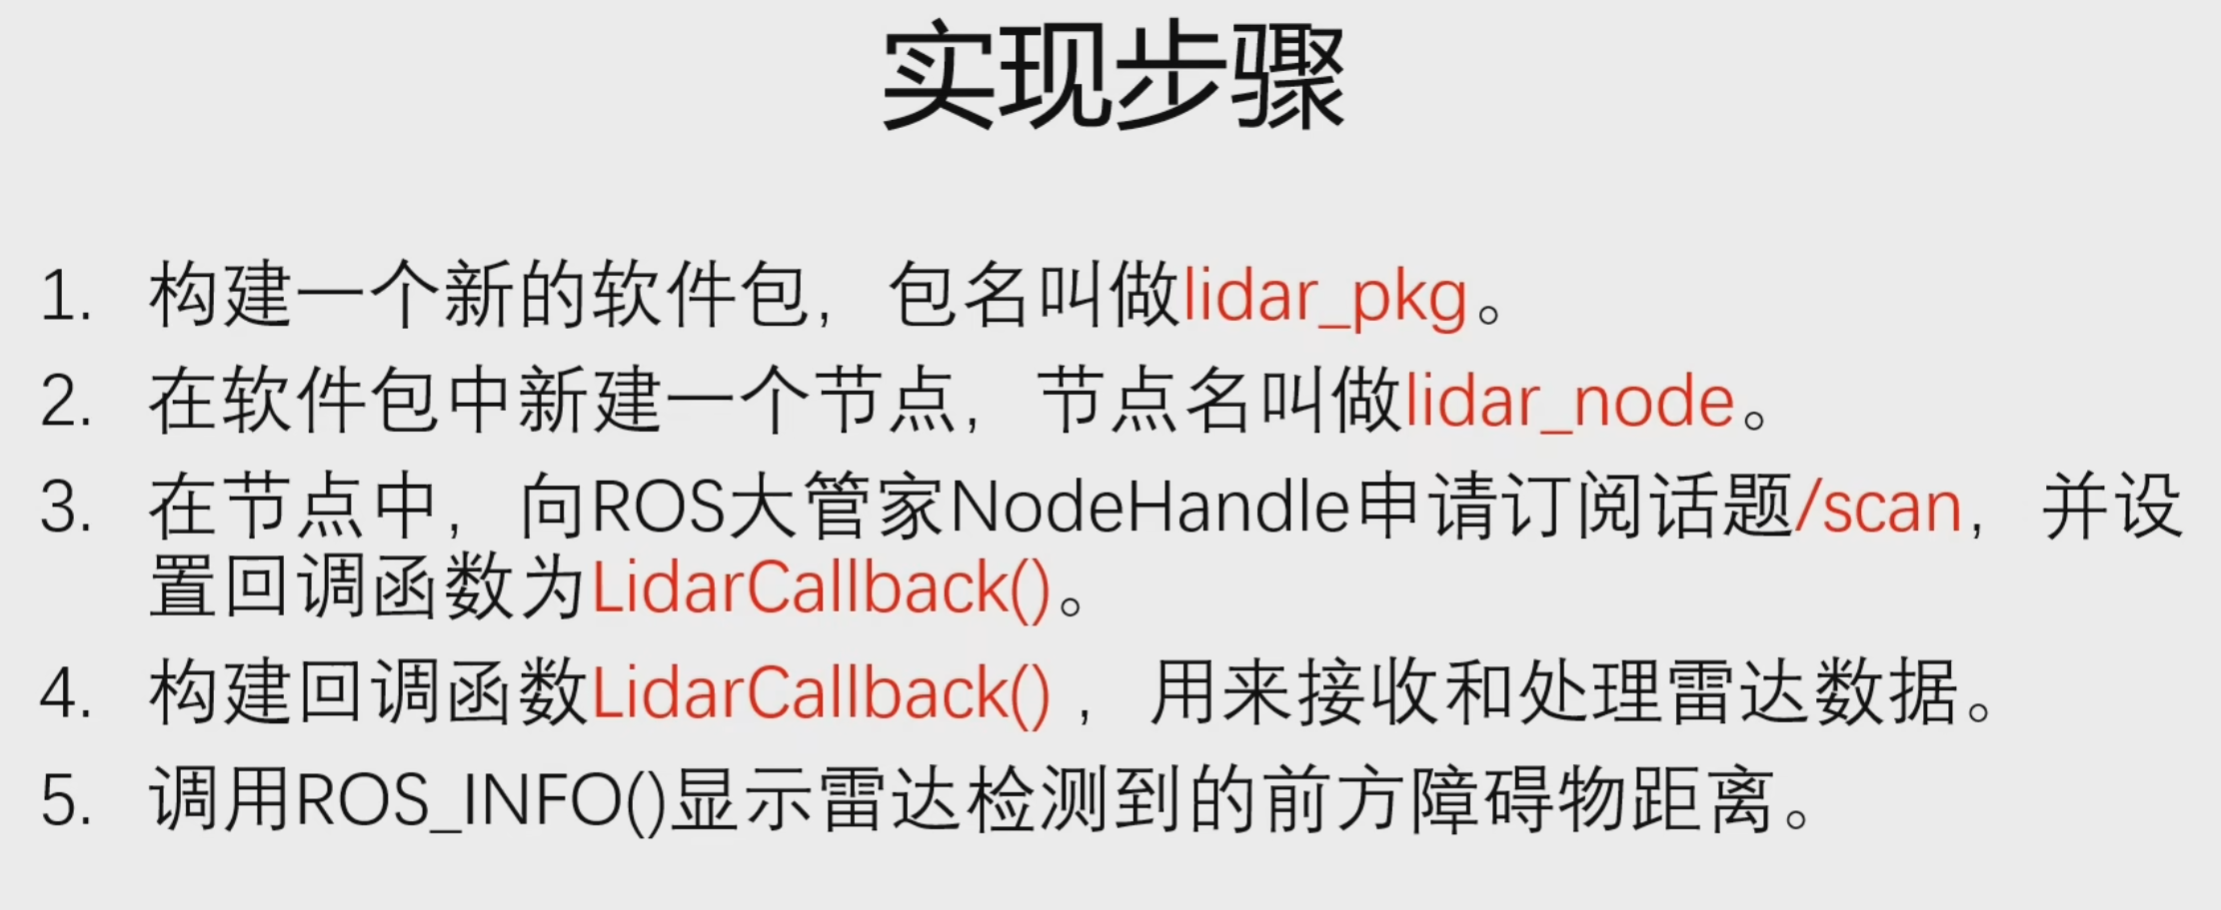 实现步骤
1. 构建一个新的软件包，包名叫做lidar_pkg。
2. 在软件包中新建一个节点，节点名叫做lidar_node。
3. 在节点中，向ROS大管家NodeHandle申请订阅话题/scan，并设
置回调函数为LidarCallback()。
4. 构建回调函数LidarCallback() ，用来接收和处理雷达数据。
5. 调用ROS_INFO()显示雷达检测到的前方障碍物距离。